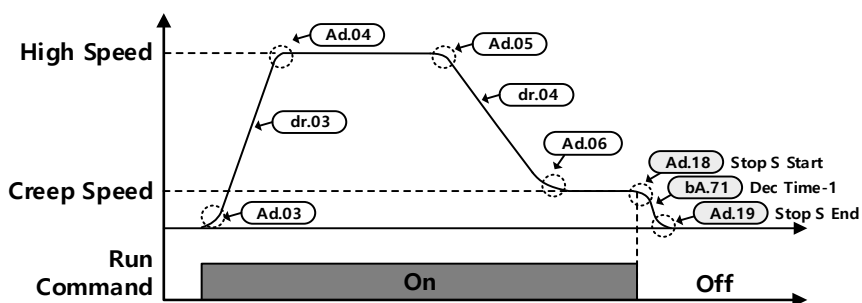 Ad.04
High Speed
Ad.05
dr.03
dr.04
Ad.06
Ad.18 Stop S Start
Creep Speed
bA.71 Dec Time-1
Ad.03
Ad.19 Stop S End
Run
Command
On
Off